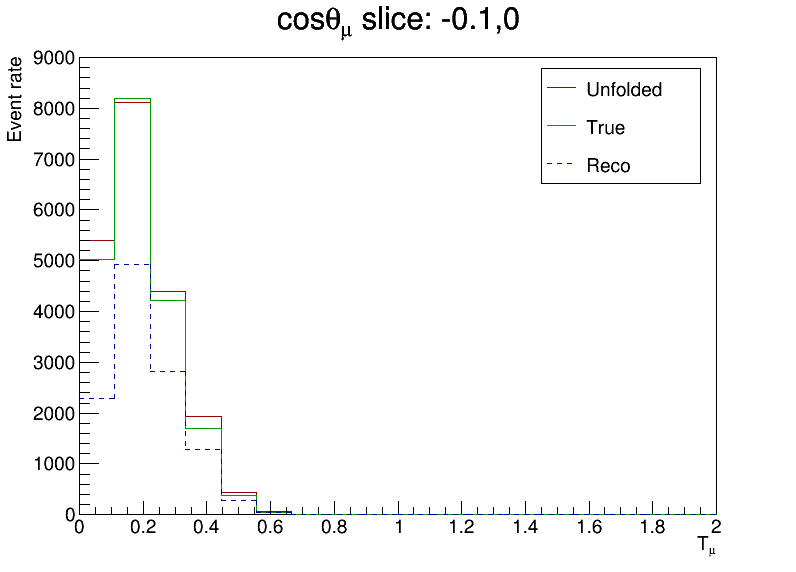 cosθμ slice: -0.1,0
Event rate
9000
8000
7000
6000
5000
4000
3000
2000
1000
0
Unfolded
True
Reco
0 0.2 0.4 0.6 0.8 1 1.2 1.4 1.6 1.8 2
Tμ